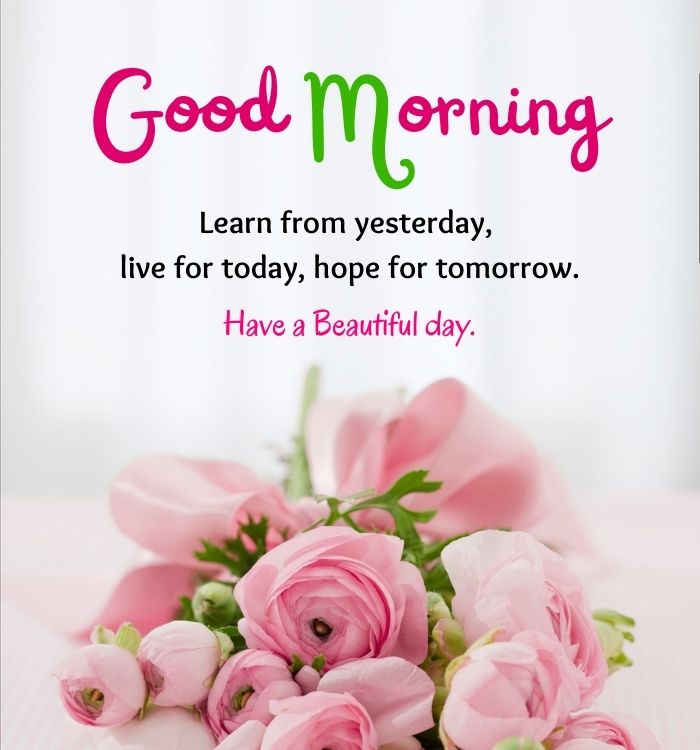 Good Morning
Learn from yesterday,
live for today, hope for tomorrow.
Have a Beautiful day.